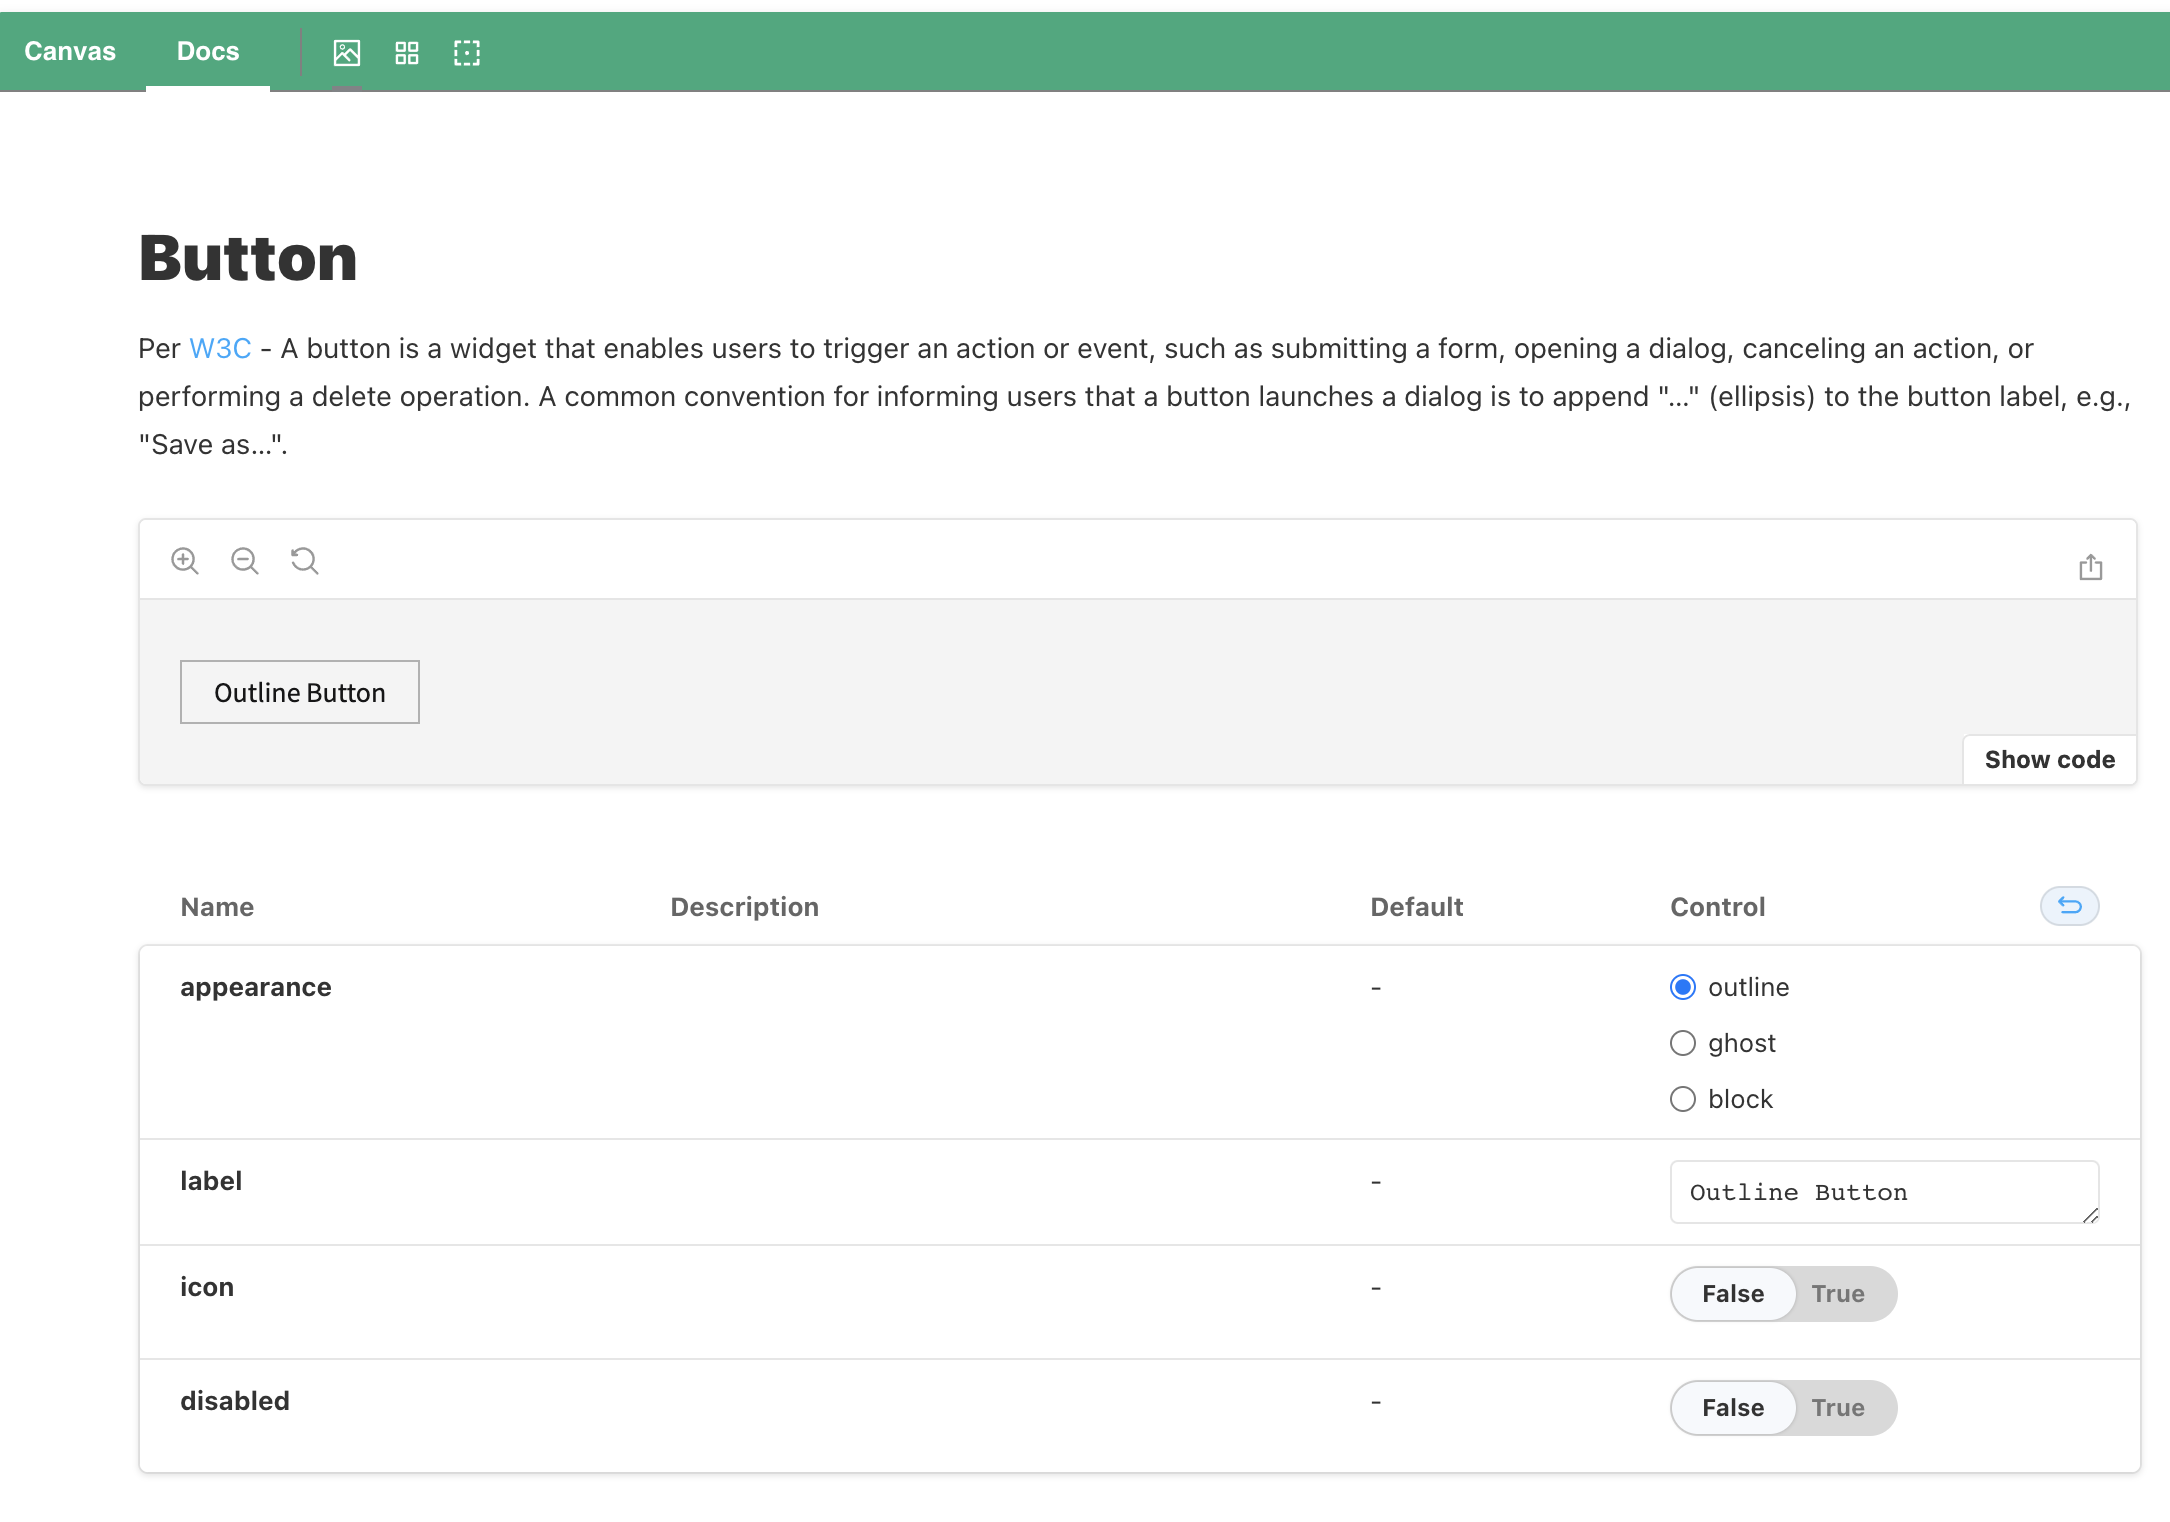 Canvas Docs
Button
Per W3C - A button is a widget that enables users to trigger an action or event, such as submitting a form, opening a dialog, canceling an action, or
performing a delete operation. A common convention for informing users that a button launches a dialog is to append "..." (ellipsis) to the button label, e.g.,
"Save as...".
Outline Button
Show code
Name Description Default Control
appearance - outline
ghost
block
label - Outline Button
icon - False True
disabled - False True